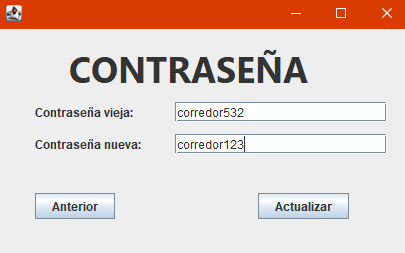 CONTRASEÑA
Contraseña vieja: corredor532
Contraseña nueva: corredor123
Anterior Actualizar